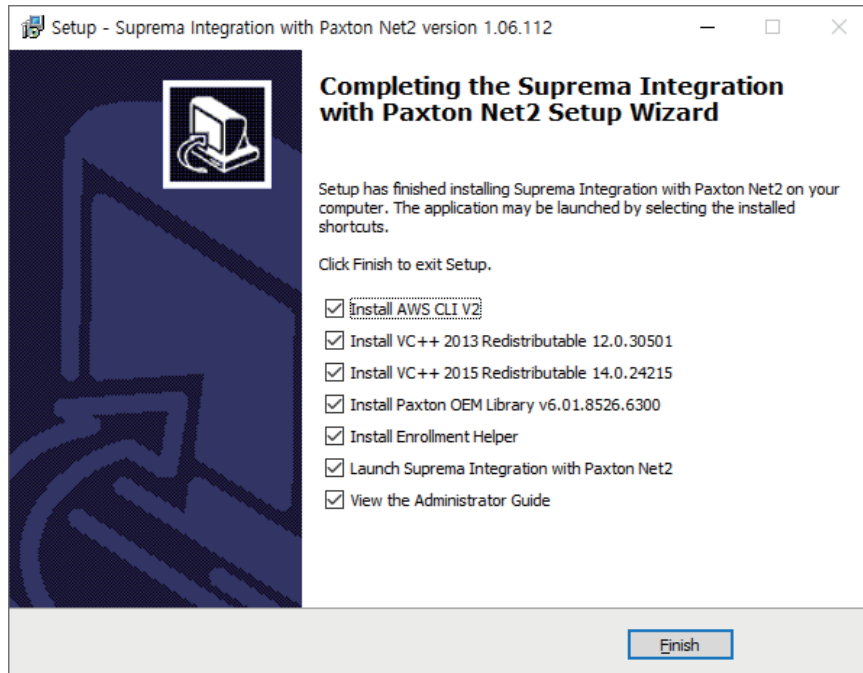 Setup - Suprema Integration with Paxton Net2 version 1.06.112
Completing the Suprema Integration
with Paxton Net2 Setup Wizard
Setup has finished installing Suprema Integration with Paxton Net2 on your
computer. The application may be launched by selecting the installed
shortcuts.
Click Finish to exit Setup.
Install AWS CLI V2
Install VC++ 2013 Redistributable 12.0.30501
Install VC++ 2015 Redistributable 14.0.24215
Install Paxton OEM Library v6.01.8526.6300
Install Enrollment Helper
Launch Suprema Integration with Paxton Net2
View the Administrator Guide
Finish